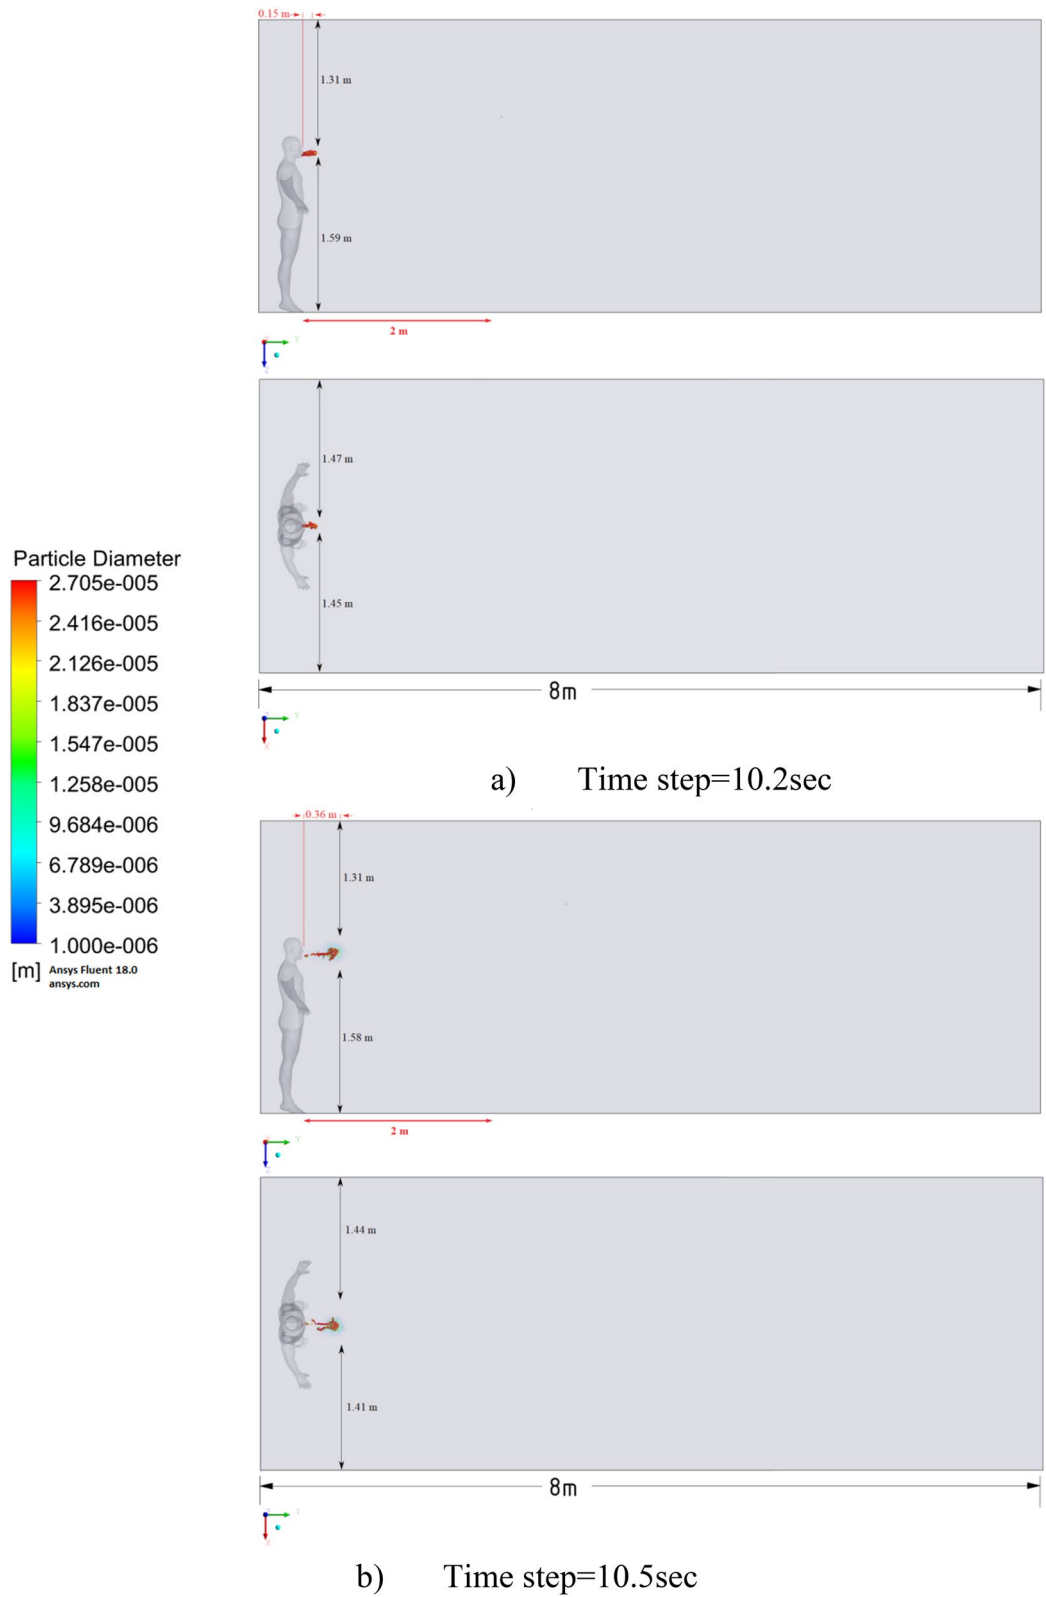 0.15 m
1.31 m
1.59 m
2 m
Y
Z
1.47 m
1.45 m
8m
Y
X
a) Time step=10.2sec
Particle Diameter
2.705e-005
2.416e-005
2.126e-005
1.837e-005
1.547e-005
1.258e-005
9.684e-006
6.789e-006
3.895e-006
1.000e-006
[m] Ansys Fluent 18.0
ansys.com
0.36 m
1.31 m
1.58 m
2 m
Y
Z
1.44 m
1.41 m
8m
Y
X
b) Time step=10.5sec